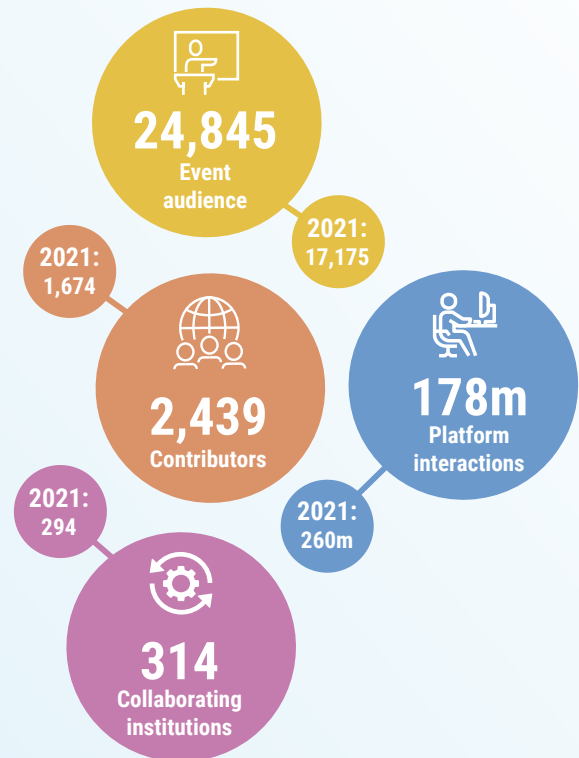 24,845
Event
audience
2021:
17,175
2021:
1,674
2,439
Contributors
178m
Platform
interactions
2021:
260m
2021:
294
314
Collaborating
institutions